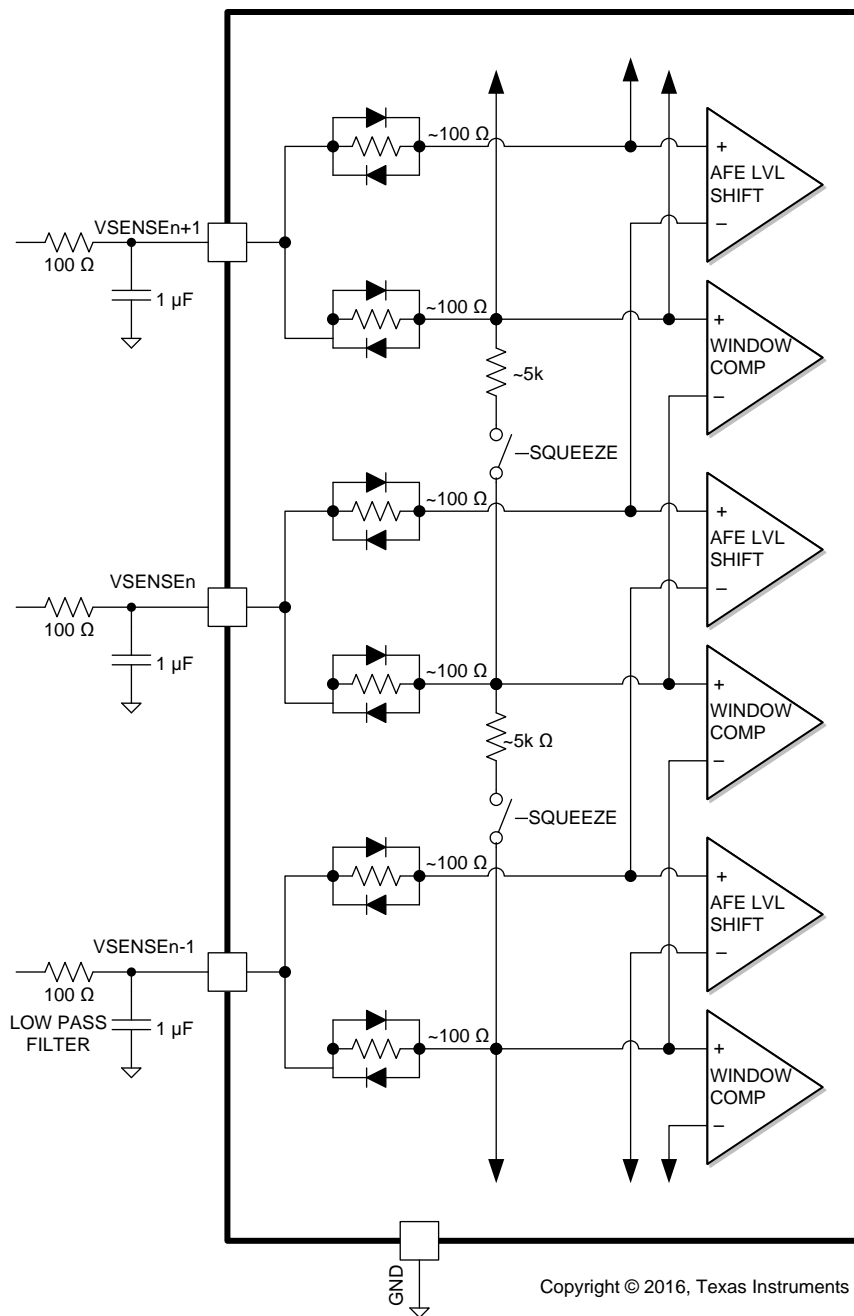 ~100 Ω
+
AFE LVL
SHIFT
–
VSENSEn+1
100 Ω
1 µF
~100 Ω
+
WINDOW
COMP
–
~5k
SQUEEZE
~100 Ω
+
AFE LVL
SHIFT
–
VSENSEn
100 Ω
1 µF
~100 Ω
+
WINDOW
COMP
–
~5k Ω
SQUEEZE
~100 Ω
+
AFE LVL
SHIFT
–
VSENSEn-1
100 Ω
LOW PASS
FILTER
1 µF
~100 Ω
+
WINDOW
COMP
–
GND
Copyright © 2016, Texas Instruments